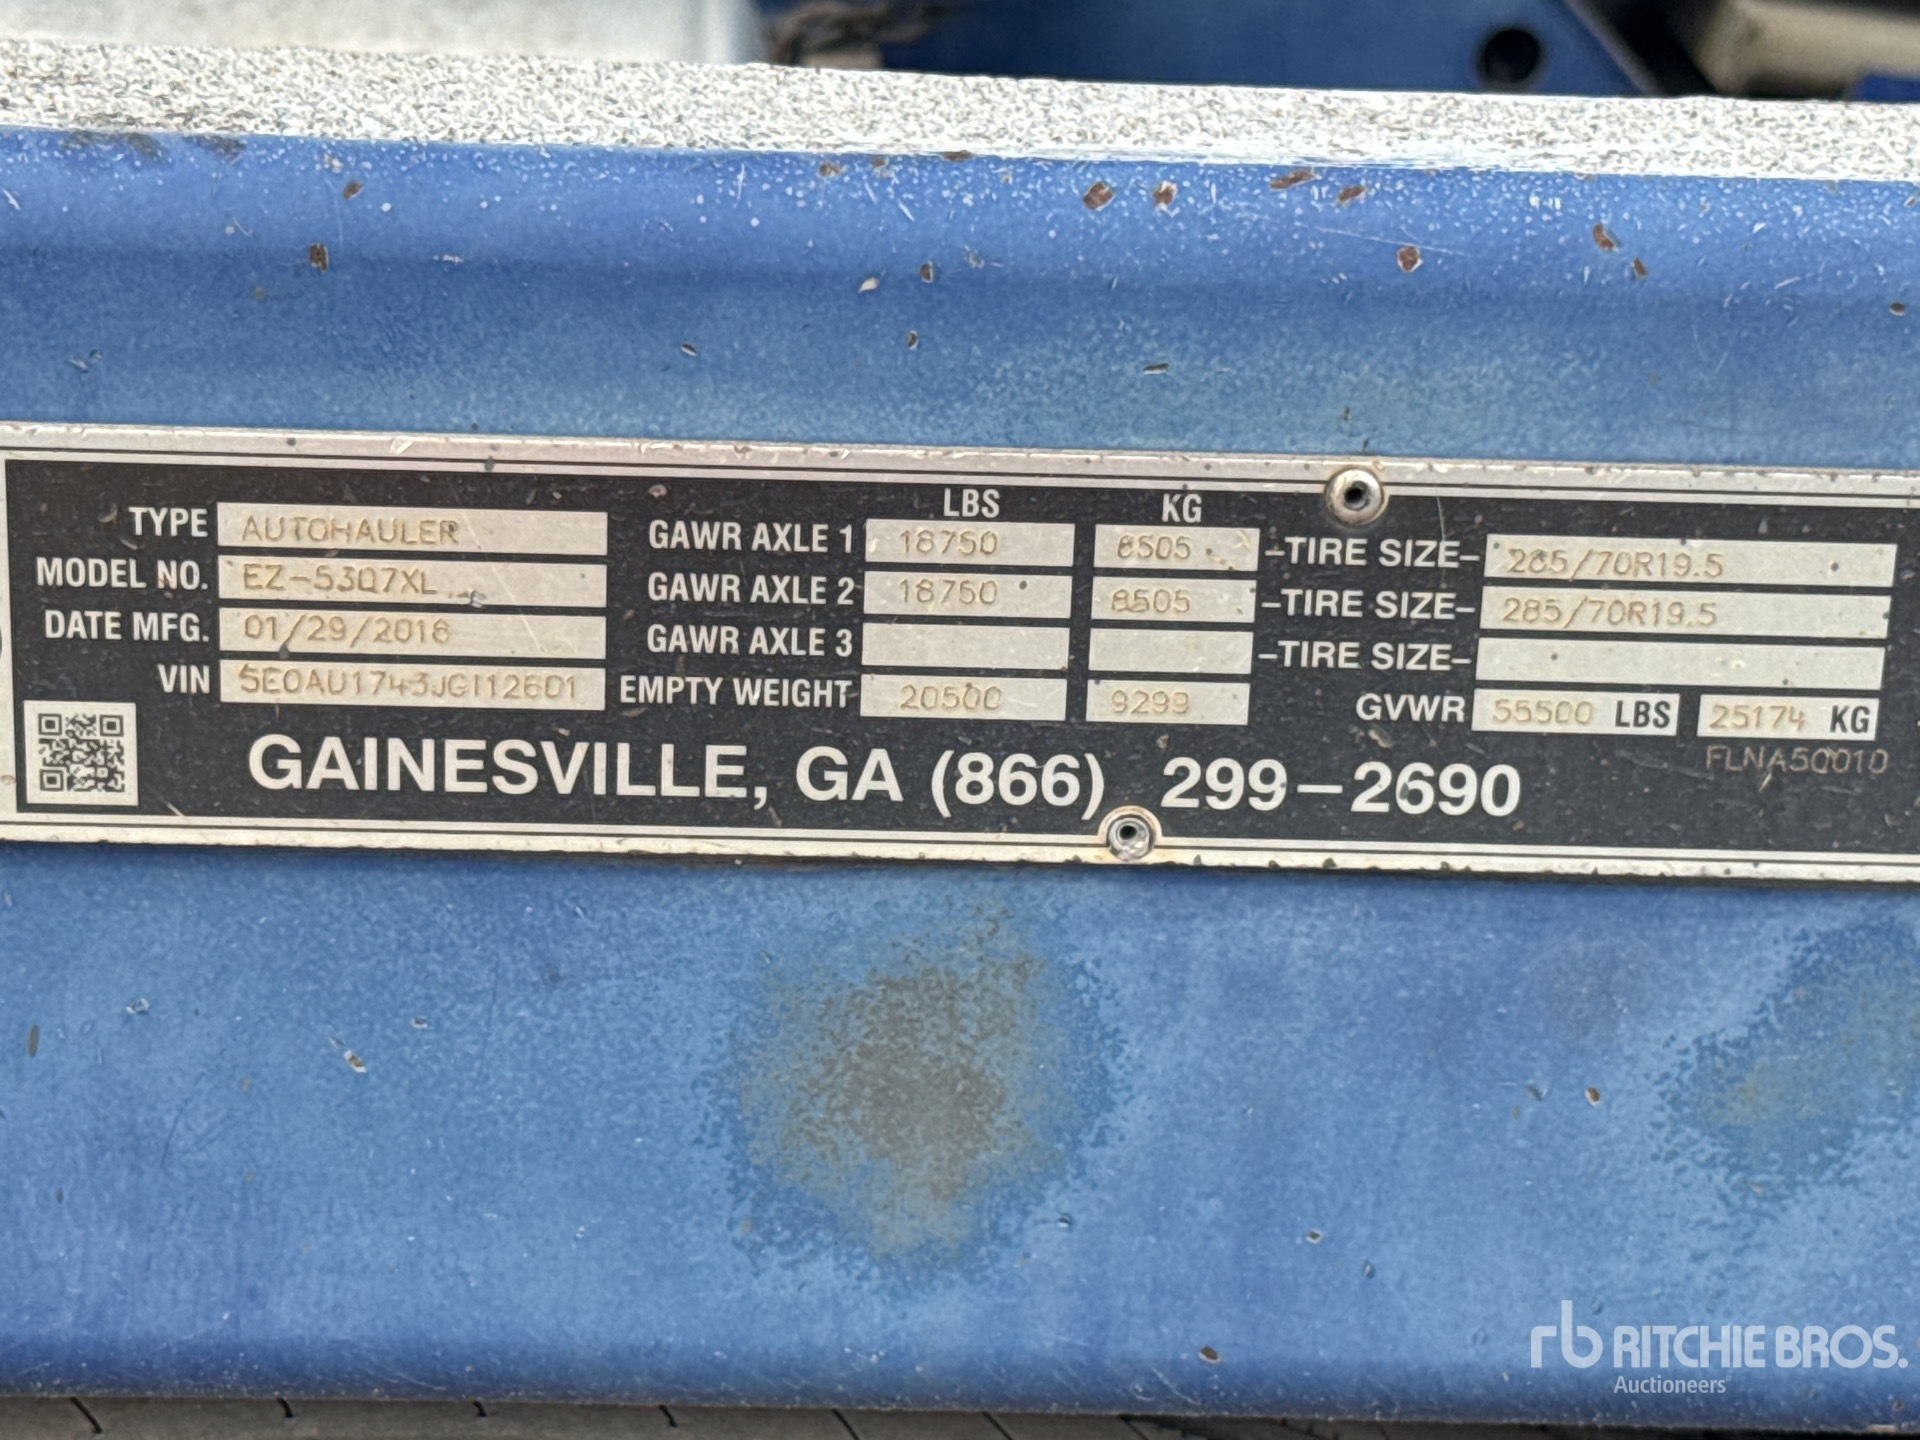 LBS KG
TYPE AUTOHAULER GAWR AXLE 1 18750 8505 -TIRE SIZE- 285/70R19.5
MODEL NO. EZ-53Q7XL GAWR AXLE 2 18750 8505 -TIRE SIZE- 285/70R19.5
DATE MFG. 01/29/2018 GAWR AXLE 3 -TIRE SIZE-
VIN 5E0AU1743JG112601 EMPTY WEIGHT 20500 9299 GVWR 55500 LBS 25174 KG
FLNA50010
GAINESVILLE, GA (866) 299-2690
rb RITCHIE BROS.
Auctioneers